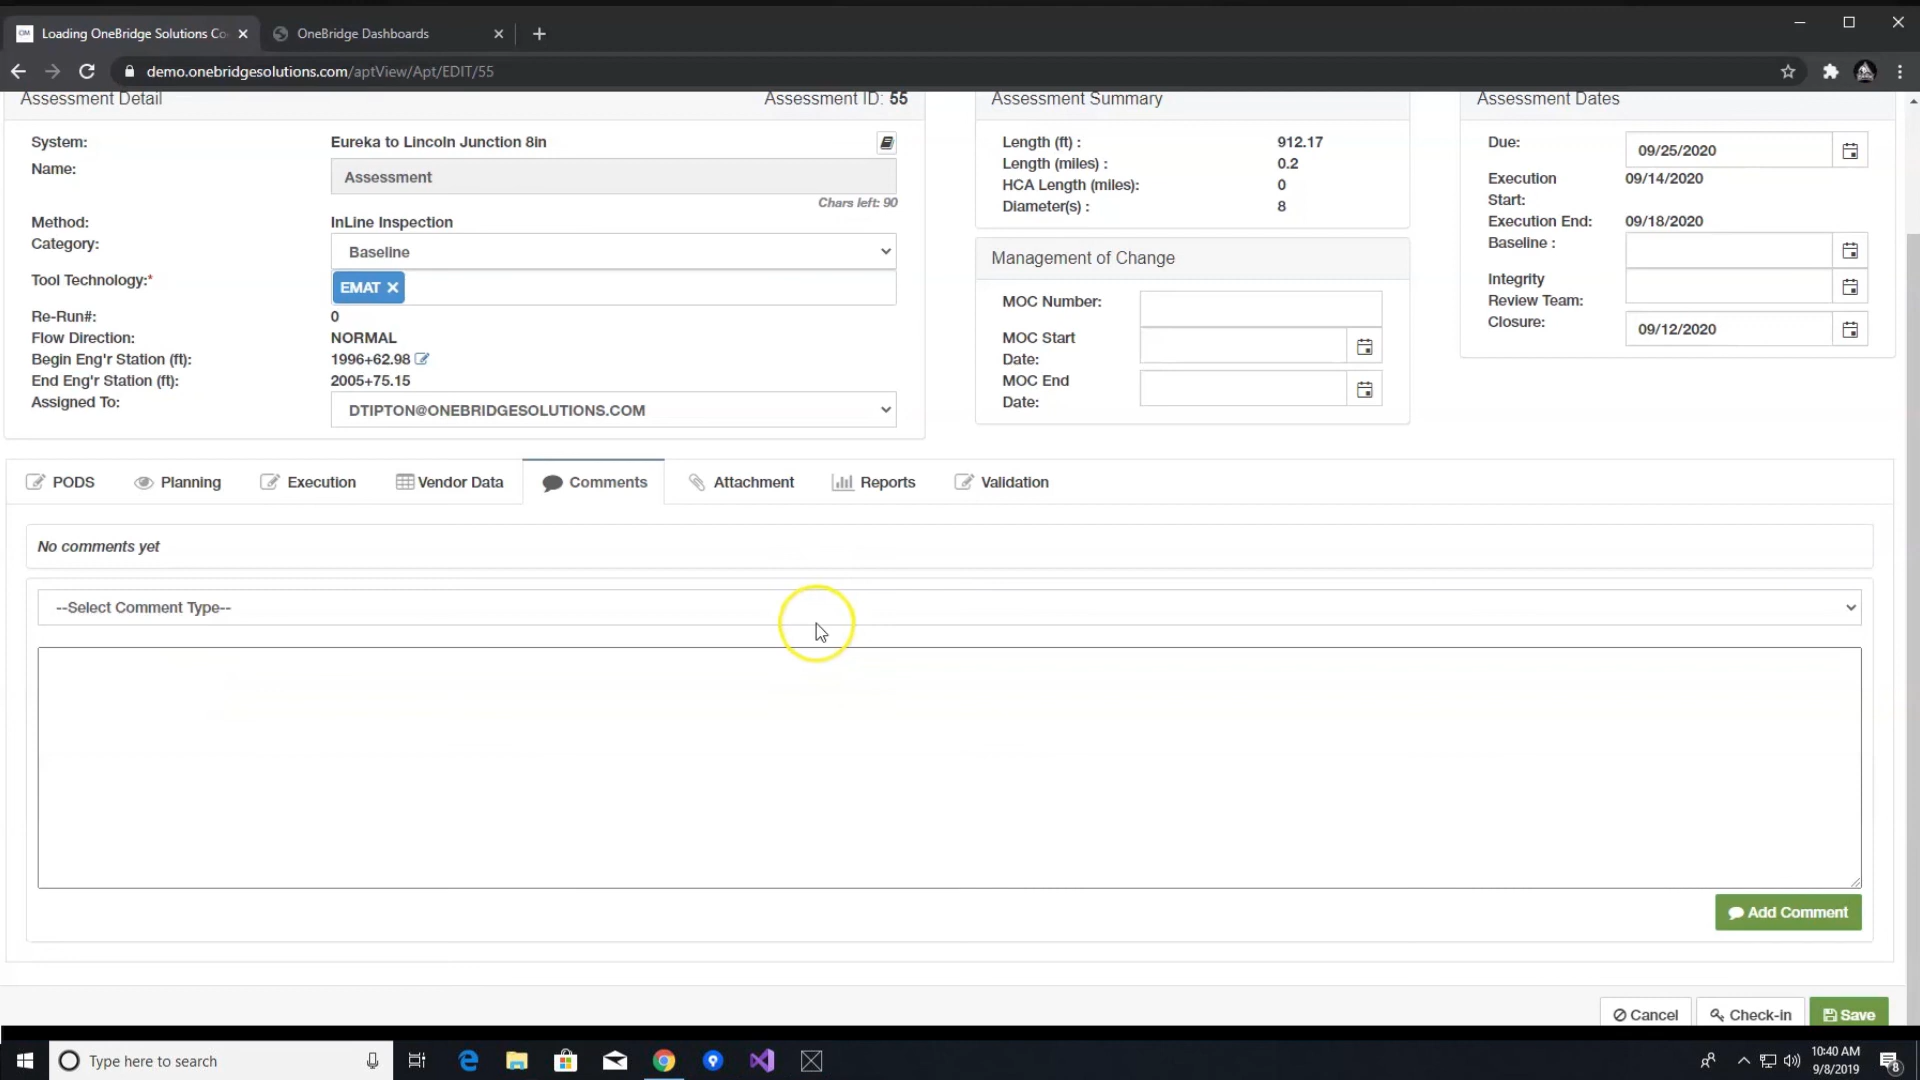 Loading OneBridge Solutions Co
OneBridge Dashboards
demo.onebridgesolutions.com/aptView/Apt/EDIT/55
Assessment Detail
Assessment ID: 55
System:
Eureka to Lincoln Junction 8in
Name:
Assessment
Chars left: 90
Method:
InLine Inspection
Category:
Baseline
Tool Technology:*
EMAT ×
Re-Run#:
0
Flow Direction:
NORMAL
Begin Eng'r Station (ft):
1996+62.98
End Eng'r Station (ft):
2005+75.15
Assigned To:
DTIPTON@ONEBRIDGESOLUTIONS.COM
Assessment Summary
Length (ft) :
912.17
Length (miles) :
0.2
HCA Length (miles):
0
Diameter(s) :
8
Management of Change
MOC Number:
MOC Start
Date:
MOC End
Date:
Assessment Dates
Due:
09/25/2020
Execution
Start:
09/14/2020
Execution End:
09/18/2020
Baseline :
Integrity
Review Team:
Closure:
09/12/2020
PODS
Planning
Execution
Vendor Data
Comments
Attachment
Reports
Validation
No comments yet
--Select Comment Type--
Add Comment
Cancel
Check-in
Save
Type here to search
10:40 AM
9/8/2019
8